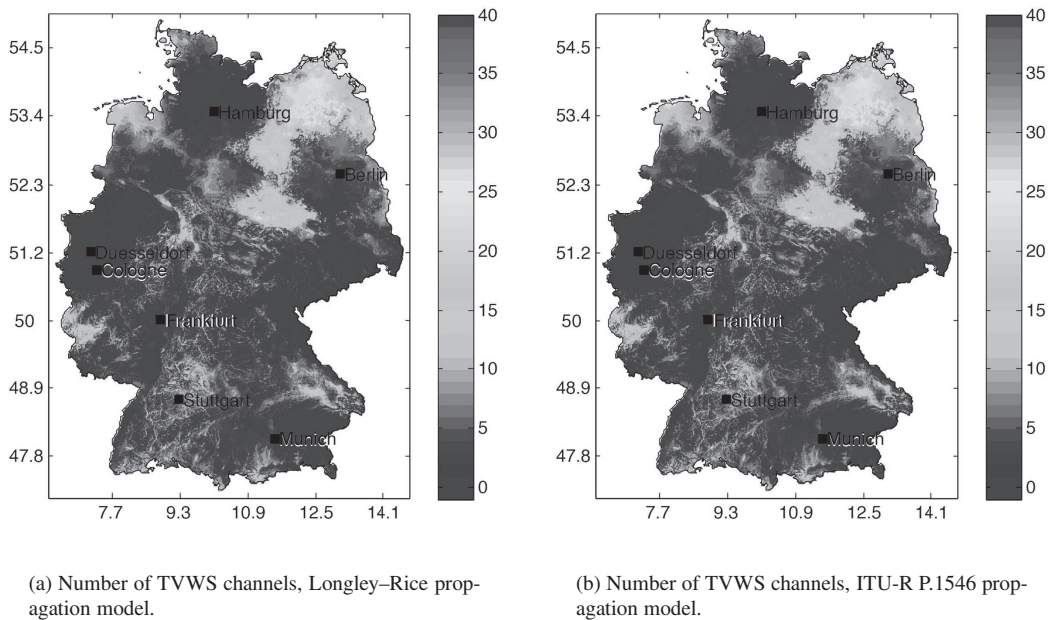 54.5
53.4
52.3
51.2
50
48.9
47.8
7.7 9.3 10.9 12.5 14.1
Hamburg
Berlin
Duesseldorf
Cologne
Frankfurt
Stuttgart
Munich
40
35
30
25
20
15
10
5
0
(a) Number of TVWS channels, Longley–Rice prop-
agation model.
54.5
53.4
52.3
51.2
50
48.9
47.8
7.7 9.3 10.9 12.5 14.1
Hamburg
Berlin
Duesseldorf
Cologne
Frankfurt
Stuttgart
Munich
40
35
30
25
20
15
10
5
0
(b) Number of TVWS channels, ITU-R P.1546 prop-
agation model.